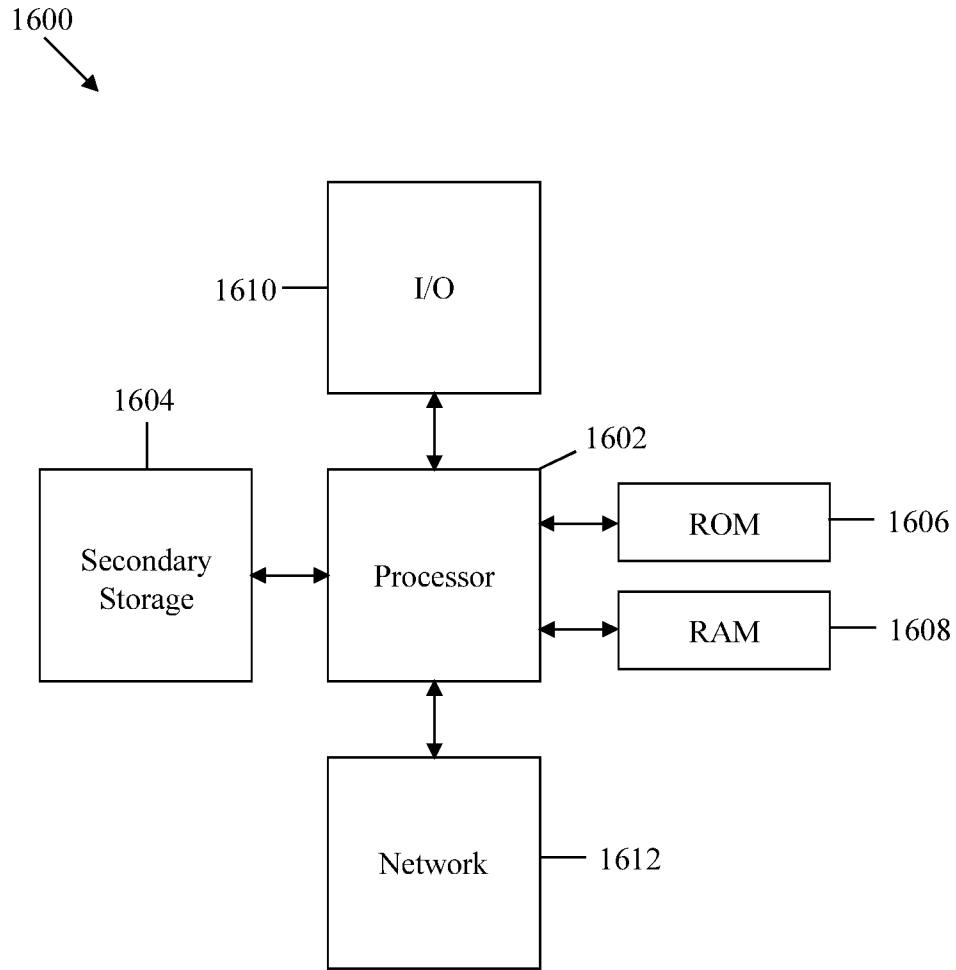 1600
I/O
1610
1604
1602
Secondary
Storage
Processor
ROM
1606
RAM
1608
Network
1612